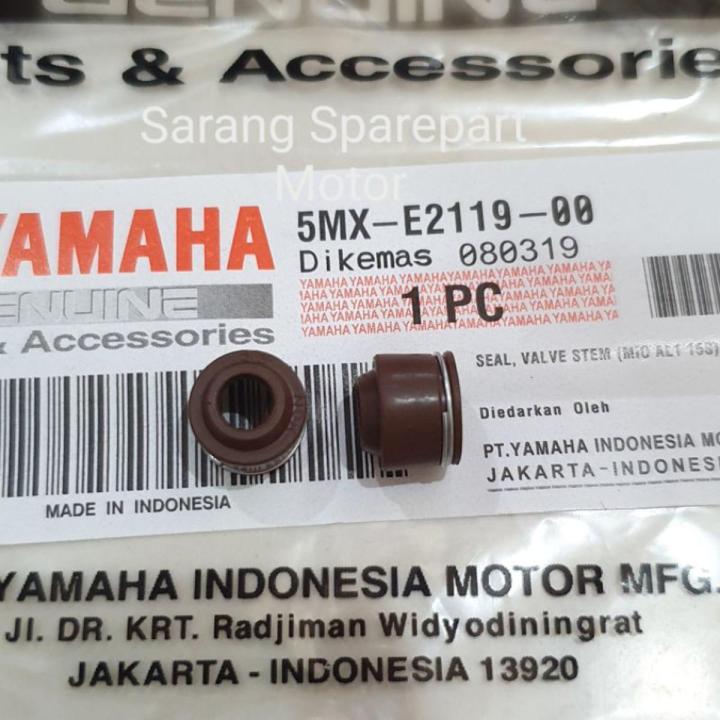 GENUINE
ts & Accessorie
Sarang Sparepart
Motor
YAMAHA
5MX-E2119-00
Dikemas 080319
GENUINE
1 PC
& Accessories
SEAL, VALVE STEM
Diedarkan Oleh
PT.YAMAHA INDONESIA MO
JAKARTA-INDONES
MADE IN INDONESIA
YAMAHA INDONESIA MOTOR MFG.
Jl. DR. KRT. Radjiman Widyodiningrat
JAKARTA - INDONESIA 13920